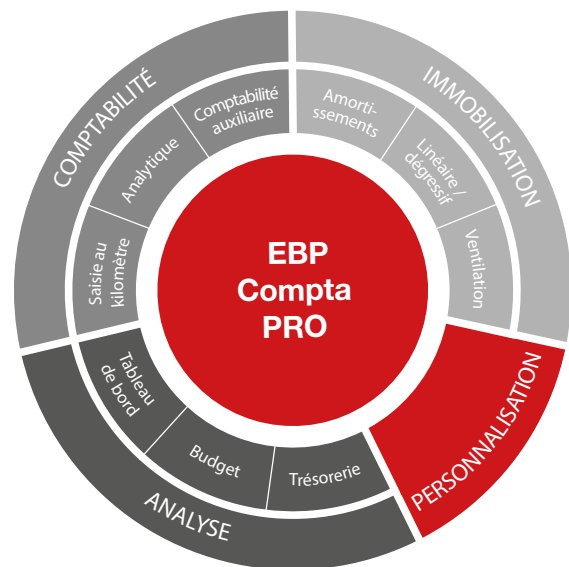 COMPTABILITÉ
Saisie au
kilomètre
Analytique
Comptabilité
auxiliaire
IMMOBILISATION
Amorti-
ssements
Linéaire /
dégressif
Ventilation
EBP
Compta
PRO
PERSONNALISATION
ANALYSE
Tableau
de bord
Budget
Trésorerie